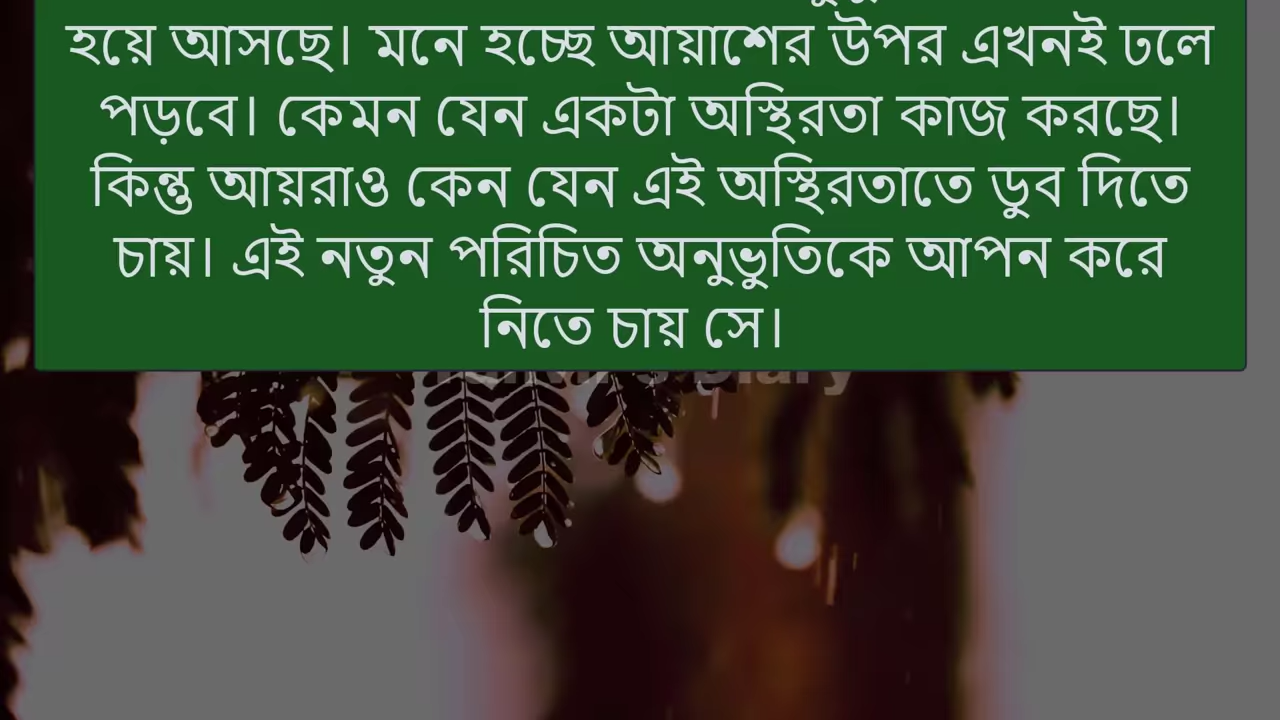 হয়ে আসছে। মনে হচ্ছে আয়াশের উপর এখনই ঢলে
পড়বে। কেমন যেন একটা অস্থিরতা কাজ করছে।
কিন্তু আয়রাও কেন যেন এই অস্থিরতাতে ডুব দিতে
চায়। এই নতুন পরিচিত অনুভুতিকে আপন করে
নিতে চায় সে।
Diary